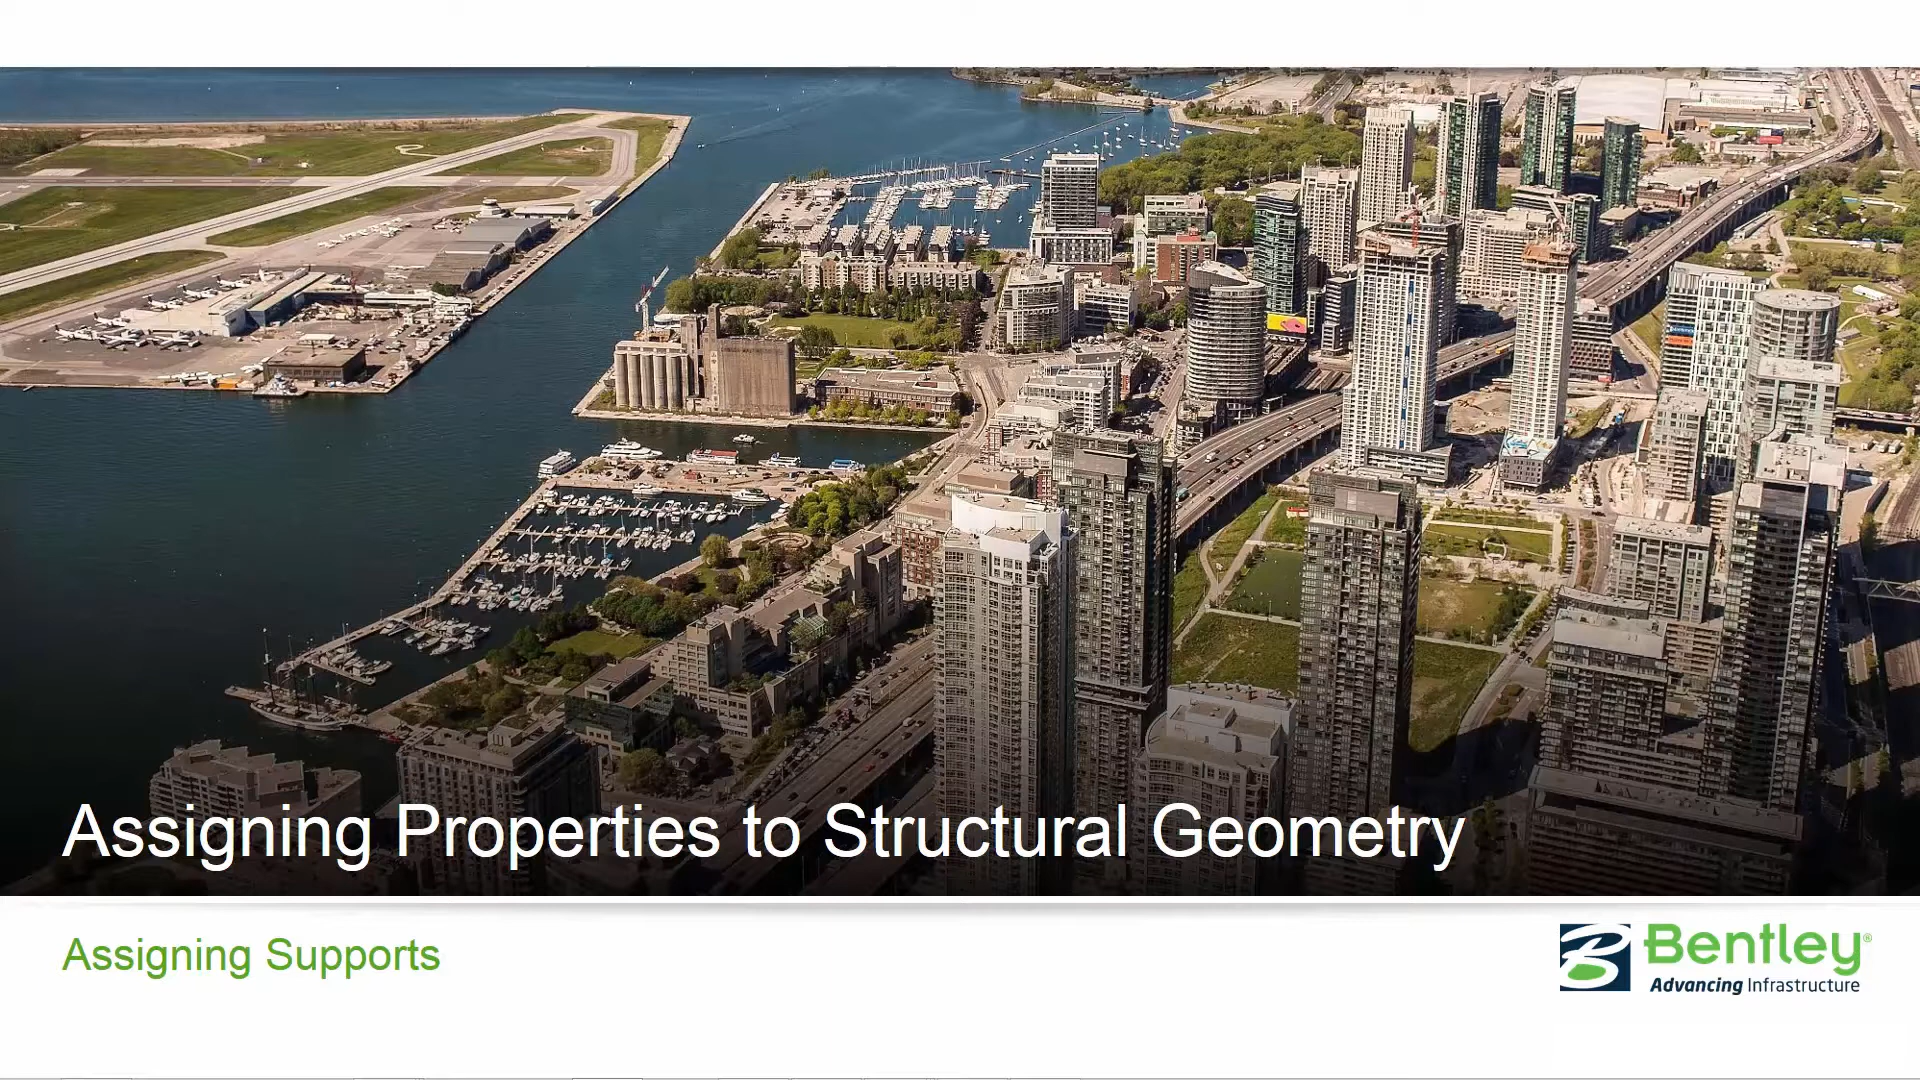 Assigning Properties to Structural Geometry
Assigning Supports
Bentley®
Advancing Infrastructure